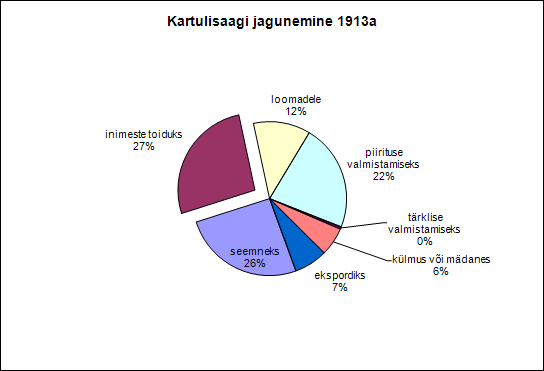 Kartulisaagi jagunemine 1913a
loomadele
12%
inimeste toiduks
27%
piirituse
valmistamiseks
22%
tärklise
valmistamiseks
0%
külmus või mädanes
6%
seemneks
26%
ekspordiks
7%